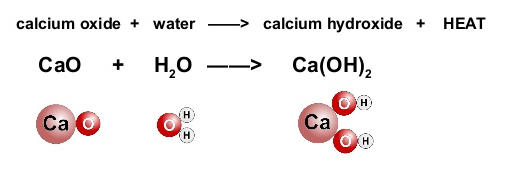 calcium oxide + water ——> calcium hydroxide + HEAT
CaO + H₂O ——> Ca(OH)₂
Ca O O H H Ca O H O H